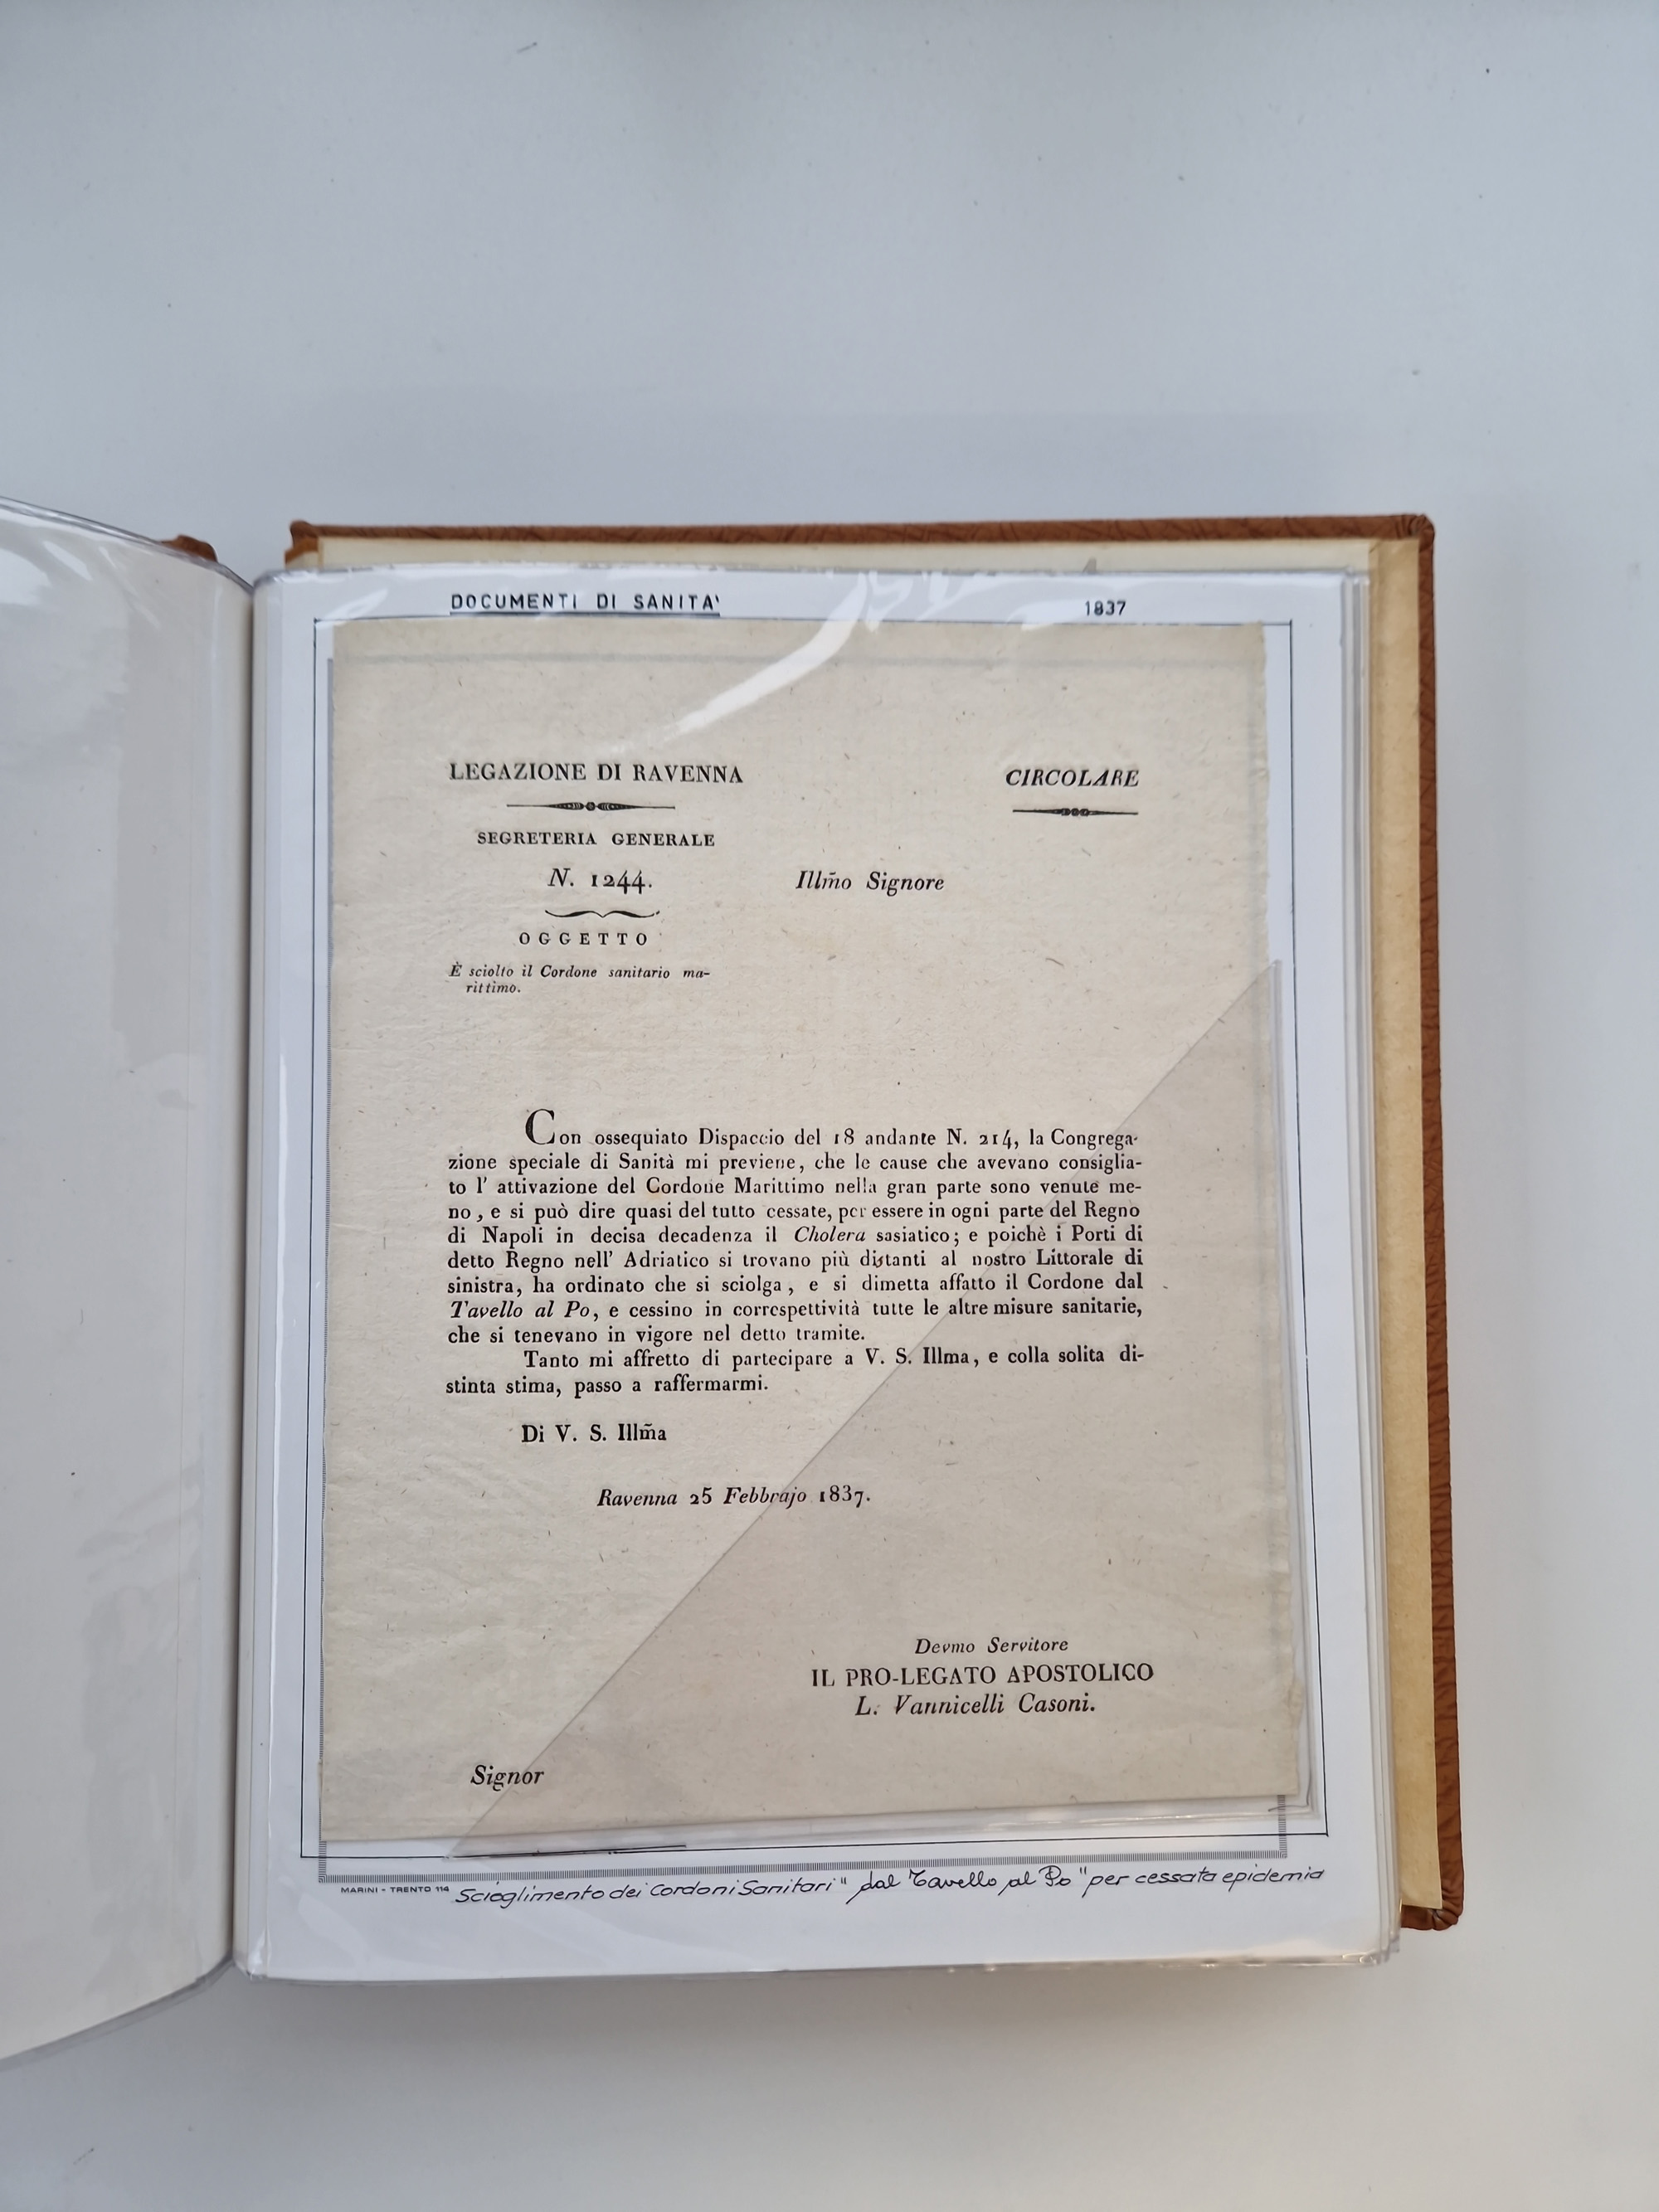 DOCUMENTI DI SANITA'
1837
LEGAZIONE DI RAVENNA
CIRCOLARE
SEGRETERIA GENERALE
N. 1244.
Illm̃o Signore
OGGETTO
È sciolto il Cordone sanitario ma-
rittimo.
Con ossequiato Dispaccio del 18 andante N. 214, la Congrega-
zione speciale di Sanità mi previene, che le cause che avevano consiglia-
to l' attivazione del Cordone Marittimo nella gran parte sono venute me-
no, e si può dire quasi del tutto cessate, per essere in ogni parte del Regno
di Napoli in decisa decadenza il Cholera sasiatico; e poichè i Porti di
detto Regno nell' Adriatico si trovano più distanti al nostro Littorale di
sinistra, ha ordinato che si sciolga, e si dimetta affatto il Cordone dal
Tavello al Po, e cessino in correspettività tutte le altre misure sanitarie,
che si tenevano in vigore nel detto tramite.
Tanto mi affretto di partecipare a V. S. Illma, e colla solita di-
stinta stima, passo a raffermarmi.
Di V. S. Illm̃a
Ravenna 25 Febbrajo 1837.
Devmo Servitore
IL PRO-LEGATO APOSTOLICO
L. Vannicelli Casoni.
Signor
MARINI - TRENTO 114
Scioglimento dei Cordoni Sanitari" dal Tavello al Po" per cessata epidemia